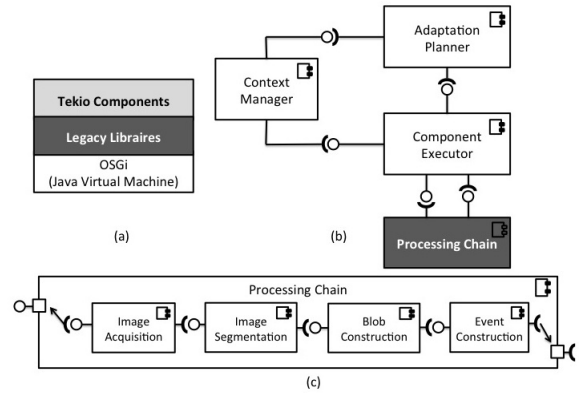 Tekio Components
Legacy Libraires
OSGi
(Java Virtual Machine)
(a)
Adaptation
Planner
Context
Manager
Component
Executor
Processing Chain
(b)
Processing Chain
Image
Acquisition
Image
Segmentation
Blob
Construction
Event
Construction
(c)